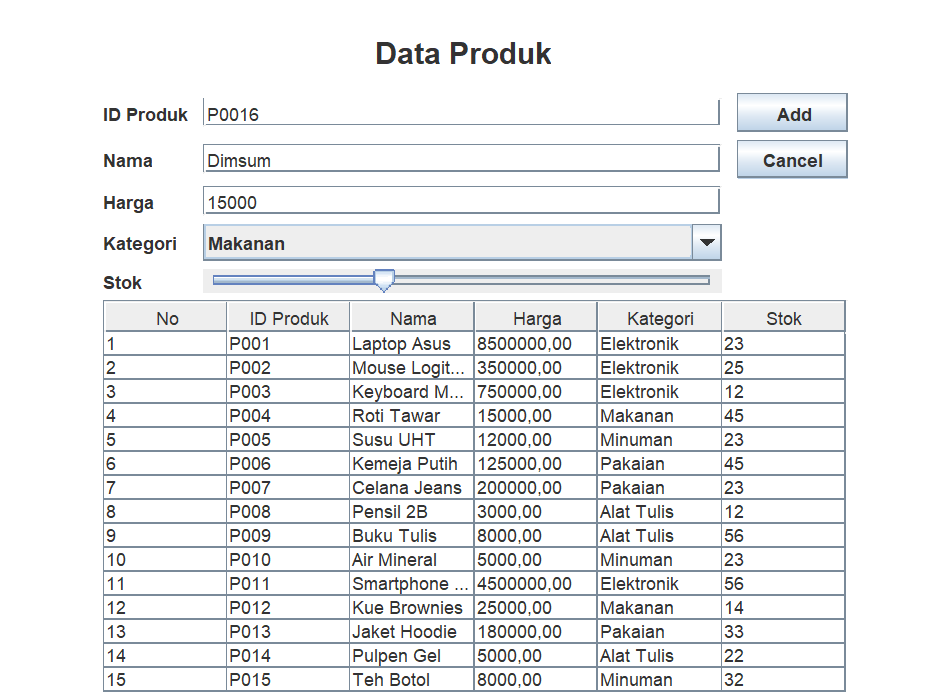 Data Produk
ID Produk P0016 Add
Nama Dimsum Cancel
Harga 15000
Kategori Makanan
Stok
No ID Produk Nama Harga Kategori Stok
1 P001 Laptop Asus 8500000,00 Elektronik 23
2 P002 Mouse Logit... 350000,00 Elektronik 25
3 P003 Keyboard M... 750000,00 Elektronik 12
4 P004 Roti Tawar 15000,00 Makanan 45
5 P005 Susu UHT 12000,00 Minuman 23
6 P006 Kemeja Putih 125000,00 Pakaian 45
7 P007 Celana Jeans 200000,00 Pakaian 23
8 P008 Pensil 2B 3000,00 Alat Tulis 12
9 P009 Buku Tulis 8000,00 Alat Tulis 56
10 P010 Air Mineral 5000,00 Minuman 23
11 P011 Smartphone ... 4500000,00 Elektronik 56
12 P012 Kue Brownies 25000,00 Makanan 14
13 P013 Jaket Hoodie 180000,00 Pakaian 33
14 P014 Pulpen Gel 5000,00 Alat Tulis 22
15 P015 Teh Botol 8000,00 Minuman 32